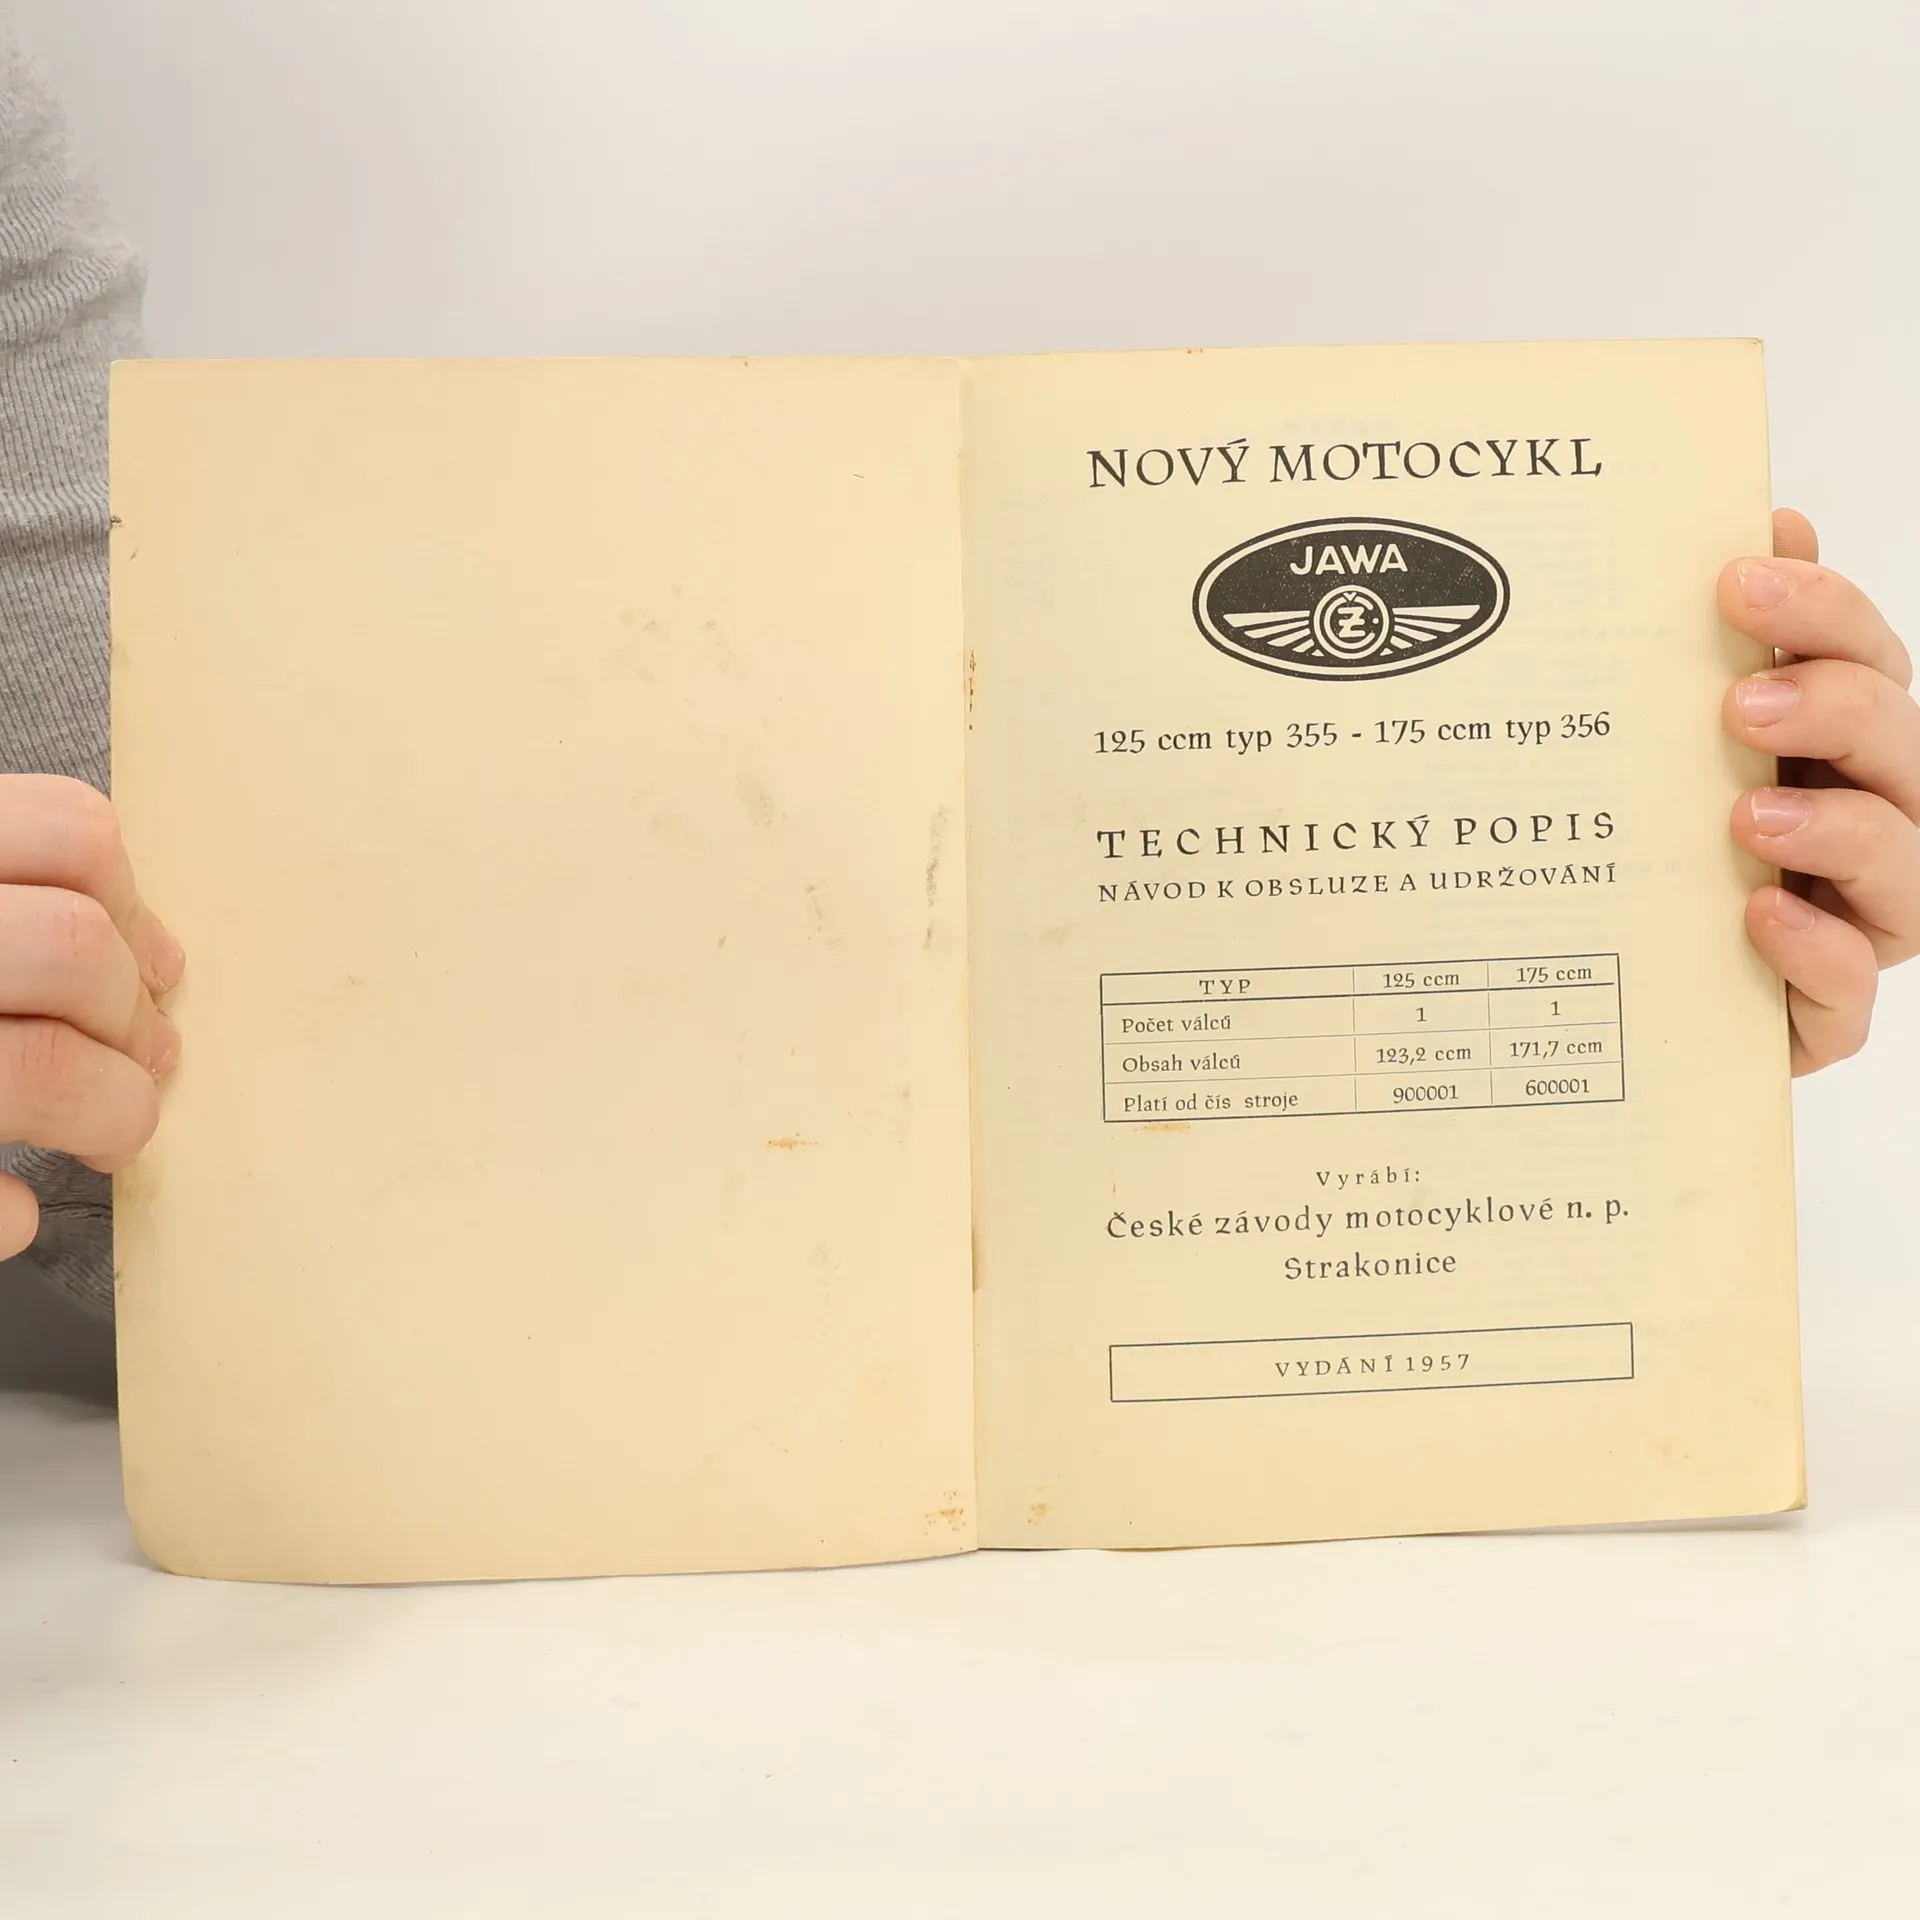 NOVÝ MOTOCYKL
JAWA
ČZ
125 ccm typ 355 - 175 ccm typ 356
TECHNICKÝ POPIS
NÁVOD K OBSLUZE A UDRŽOVÁNÍ
TYP 125 ccm 175 ccm
Počet válců 1 1
Obsah válců 123,2 ccm 171,7 ccm
Platí od čís stroje 900001 600001
Vyrábí:
České závody motocyklové n. p.
Strakonice
VYDÁNÍ 1957